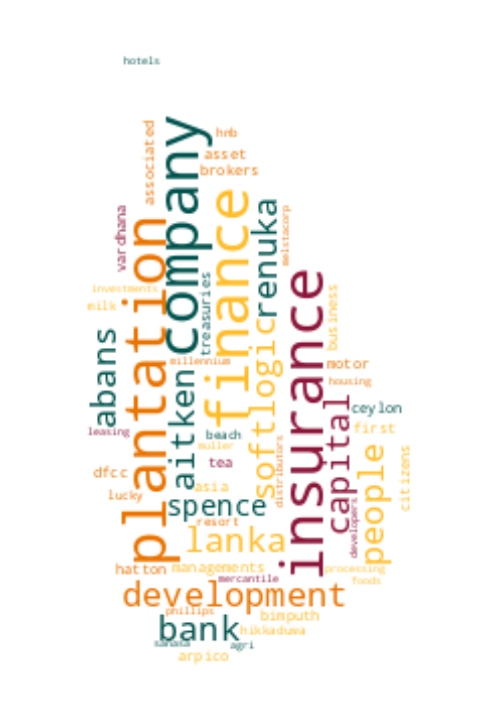 hotels
associated
company
hnb
asset
brokers
vardhana
plantation
finance
renuka
melstacorp
treasuries
insurance
business
investments
milk
softlogic
abans
millennium
aitken
motor
housing
capital
ceylon
leasing
beach
first
muller
distributors
people
citizens
tea
dfcc
asia
lucky
spence
developers
resort
lanka
hatton
managements
processing
mercantile
foods
development
phillips
bimputh
bank
hikkaduwa
sanasa
agri
arpico